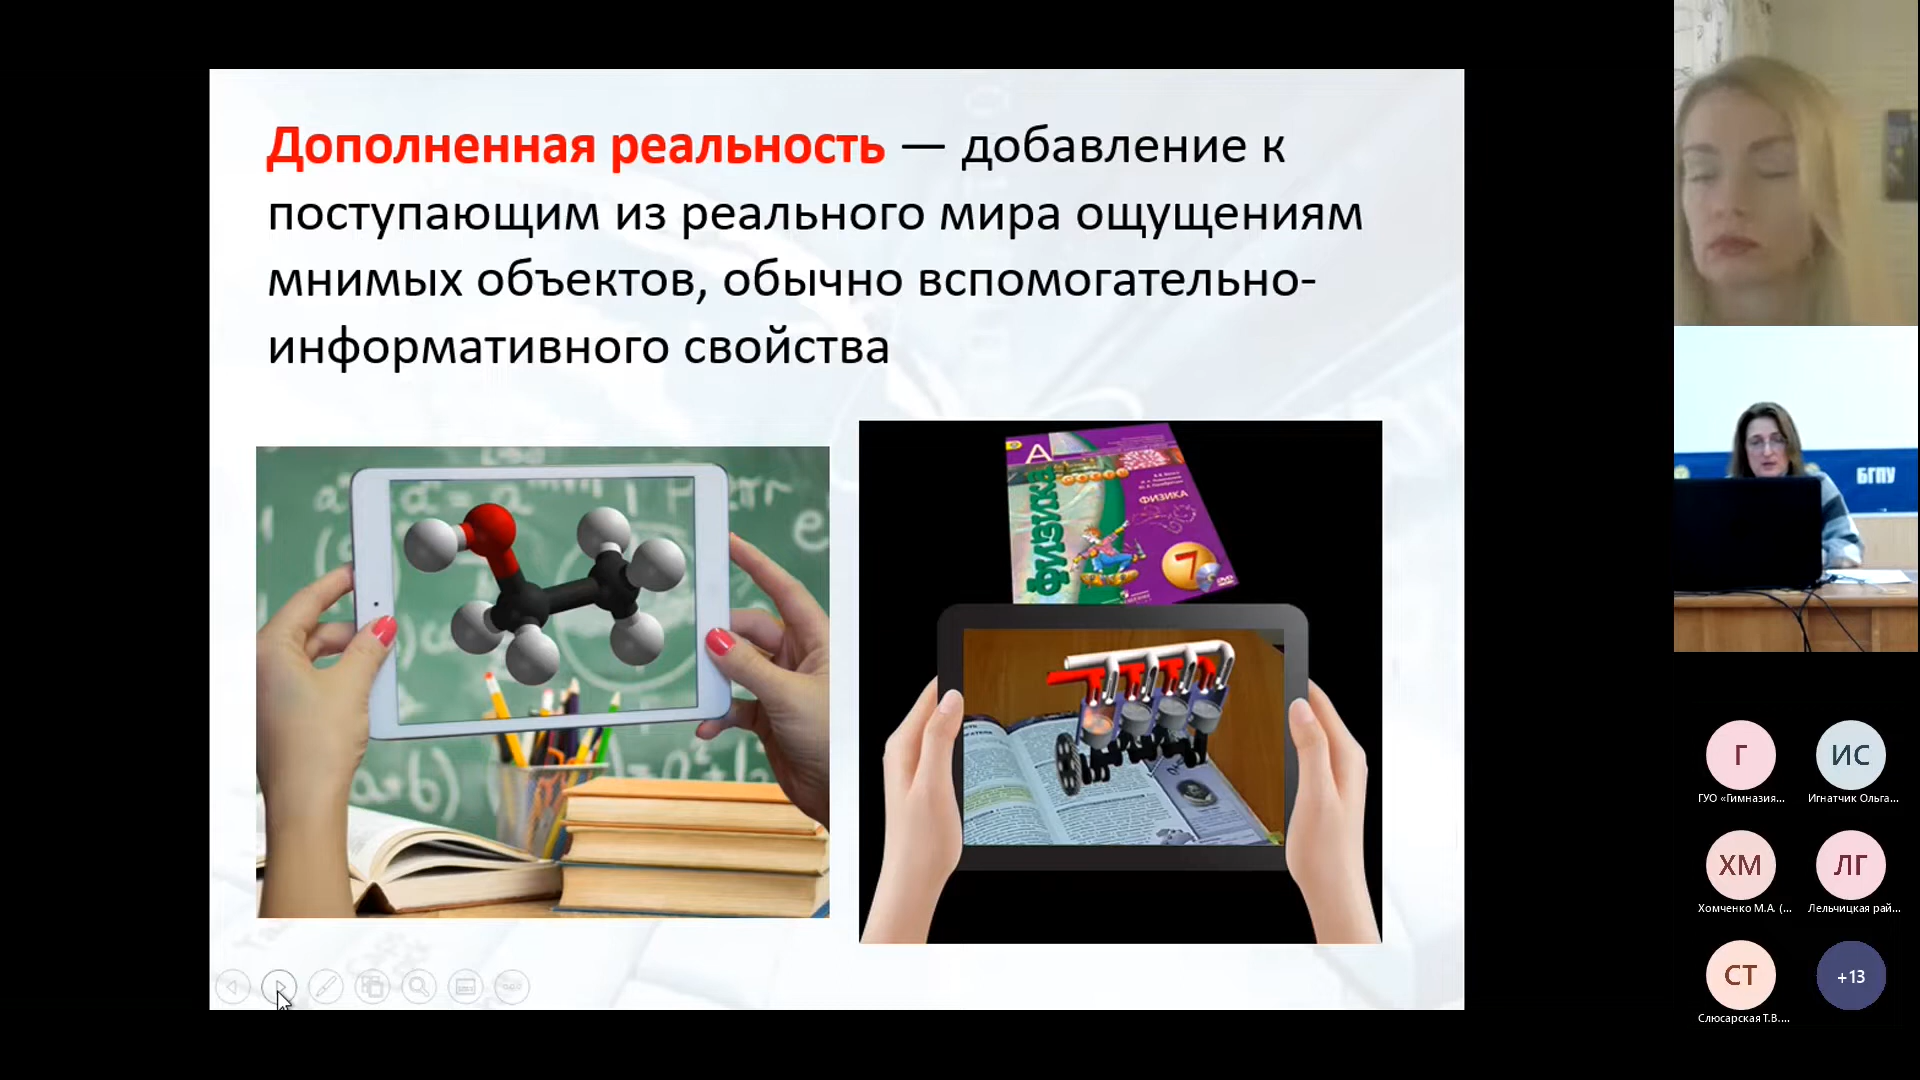 Дополненная реальность — добавление к
поступающим из реального мира ощущениям
мнимых объектов, обычно вспомогательно-
информативного свойства
А
Физика
ФИЗИКА
7
БГПУ
Г
ГУО «Гимназия...
ИС
Игнатчик Ольга...
ХМ
Хомченко М.А. (...
ЛГ
Лельчицкая рай...
СТ
Слюсарская Т.В....
+13